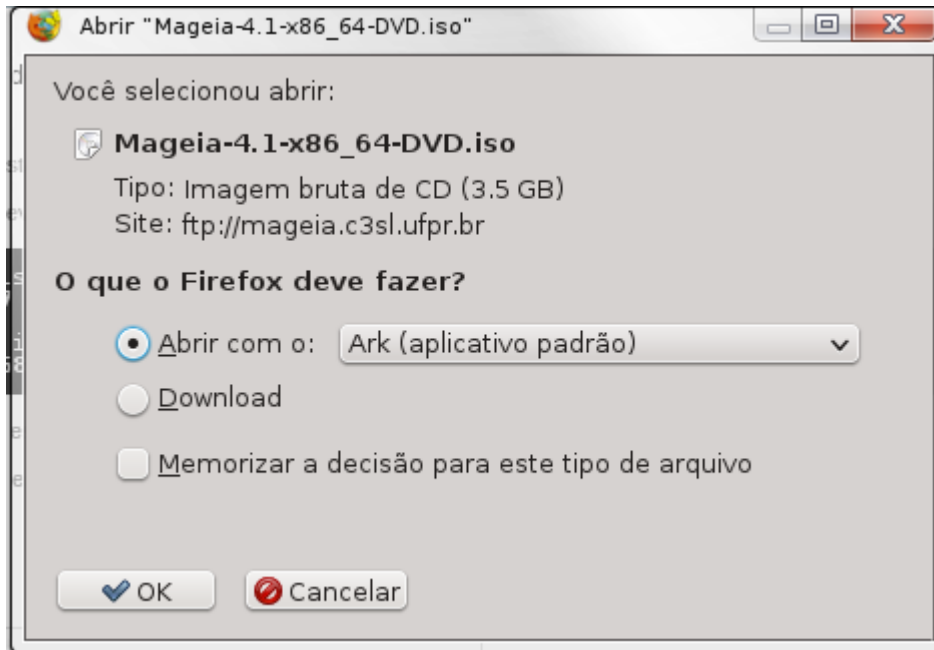 Abrir "Mageia-4.1-x86_64-DVD.iso"
Você selecionou abrir:
Mageia-4.1-x86_64-DVD.iso
Tipo: Imagem bruta de CD (3.5 GB)
Site: ftp://mageia.c3sl.ufpr.br
O que o Firefox deve fazer?
Abrir com o: Ark (aplicativo padrão)
Download
Memorizar a decisão para este tipo de arquivo
OK Cancelar